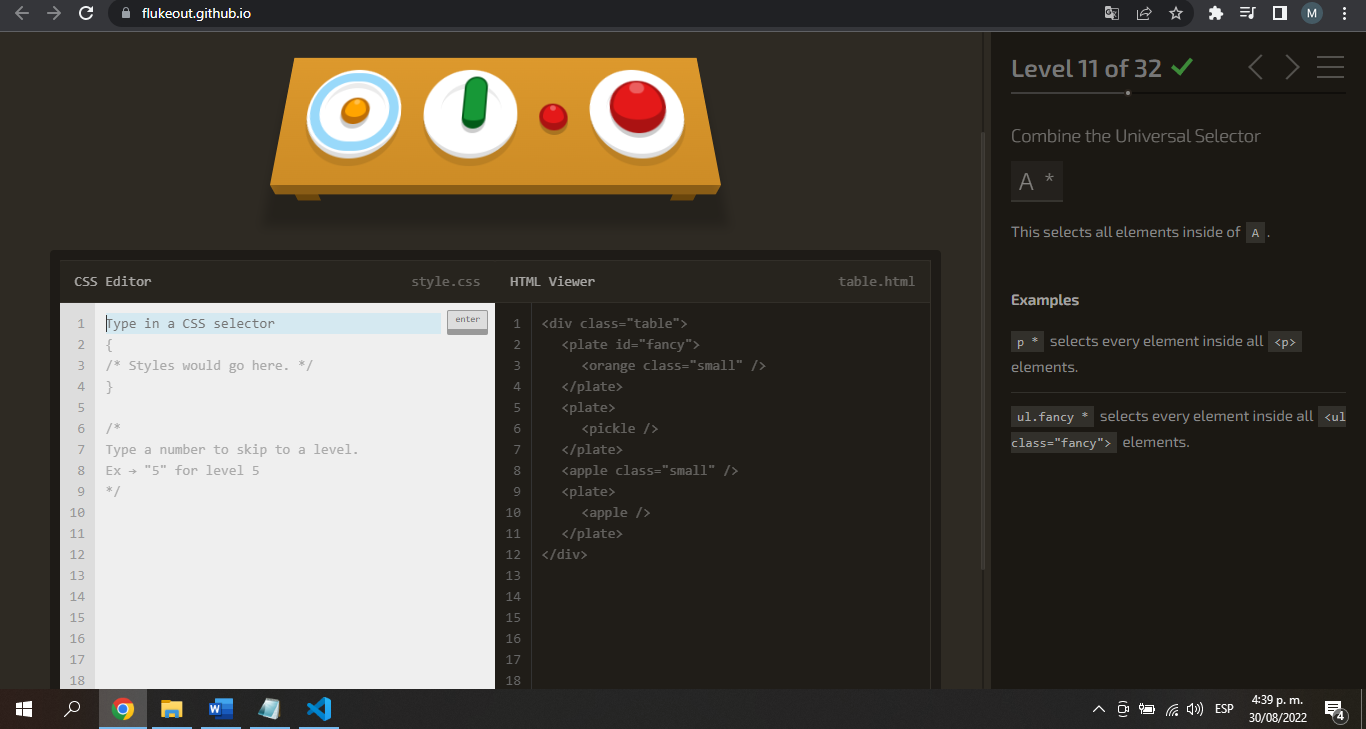 flukeout.github.io
M
Level 11 of 32
Combine the Universal Selector
A *
This selects all elements inside of A .
Examples
p * selects every element inside all <p>
elements.
ul.fancy * selects every element inside all <ul
class="fancy"> elements.
CSS Editor style.css
HTML Viewer table.html
1 Type in a CSS selector enter
2 {
3 /* Styles would go here. */
4 }
5
6 /*
7 Type a number to skip to a level.
8 Ex → "5" for level 5
9 */
10
11
12
13
14
15
16
17
18
1 <div class="table">
2 <plate id="fancy">
3 <orange class="small" />
4 </plate>
5 <plate>
6 <pickle />
7 </plate>
8 <apple class="small" />
9 <plate>
10 <apple />
11 </plate>
12 </div>
13
14
15
16
17
18
W
ESP
4:39 p. m.
30/08/2022
4